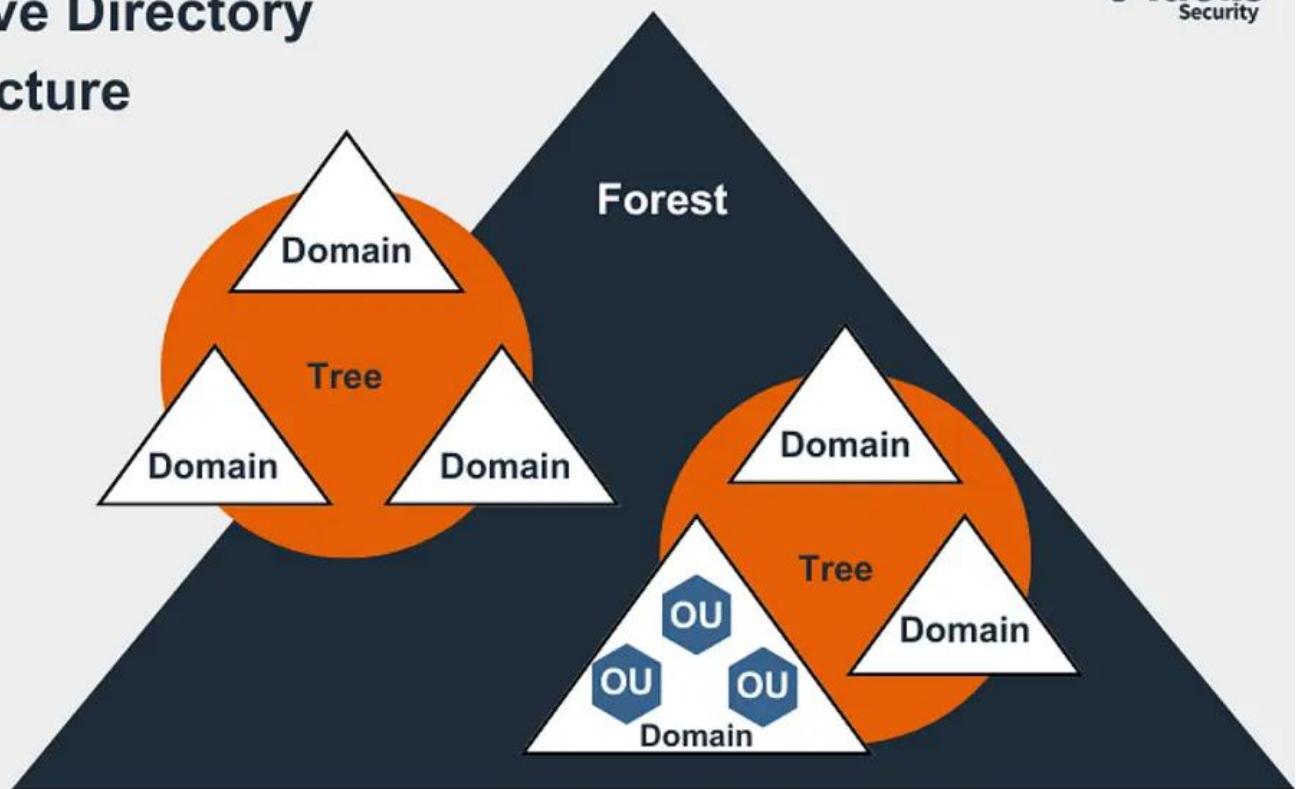 ve Directory
cture
Security
Forest
Domain
Tree
Domain
Domain
Domain
Tree
OU
Domain
OU
OU
Domain